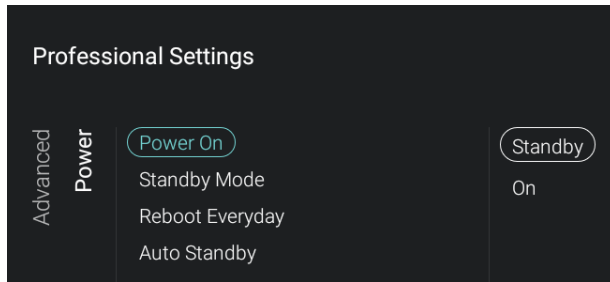 Professional Settings
Advanced
Power
Power On
Standby Mode
Reboot Everyday
Auto Standby
Standby
On